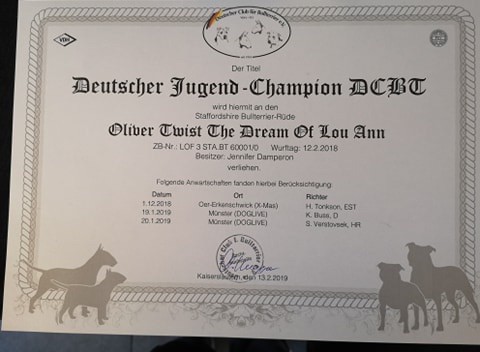 Deutscher Club für Bullterrier e.V.
VDH
Der Titel
Deutscher Jugend-Champion DCBT
wird hiermit an den
Staffordshire Bullterrier-Rüde
Oliver Twist The Dream Of Lou Ann
ZB-Nr.: LOF 3 STA.BT 60001/0 Wurftag: 12.2.2018
Besitzer: Jennifer Damperon
verliehen.
Folgende Anwartschaften fanden hierbei Berücksichtigung:
Datum Ort Richter
1.12.2018 Oer-Erkenschwick (X-Mas) H. Tonkson, EST
19.1.2019 Münster (DOGLIVE) K. Buss, D
20.1.2019 Münster (DOGLIVE) S. Verstovsek, HR
Kaiserslautern, 13.2.2019